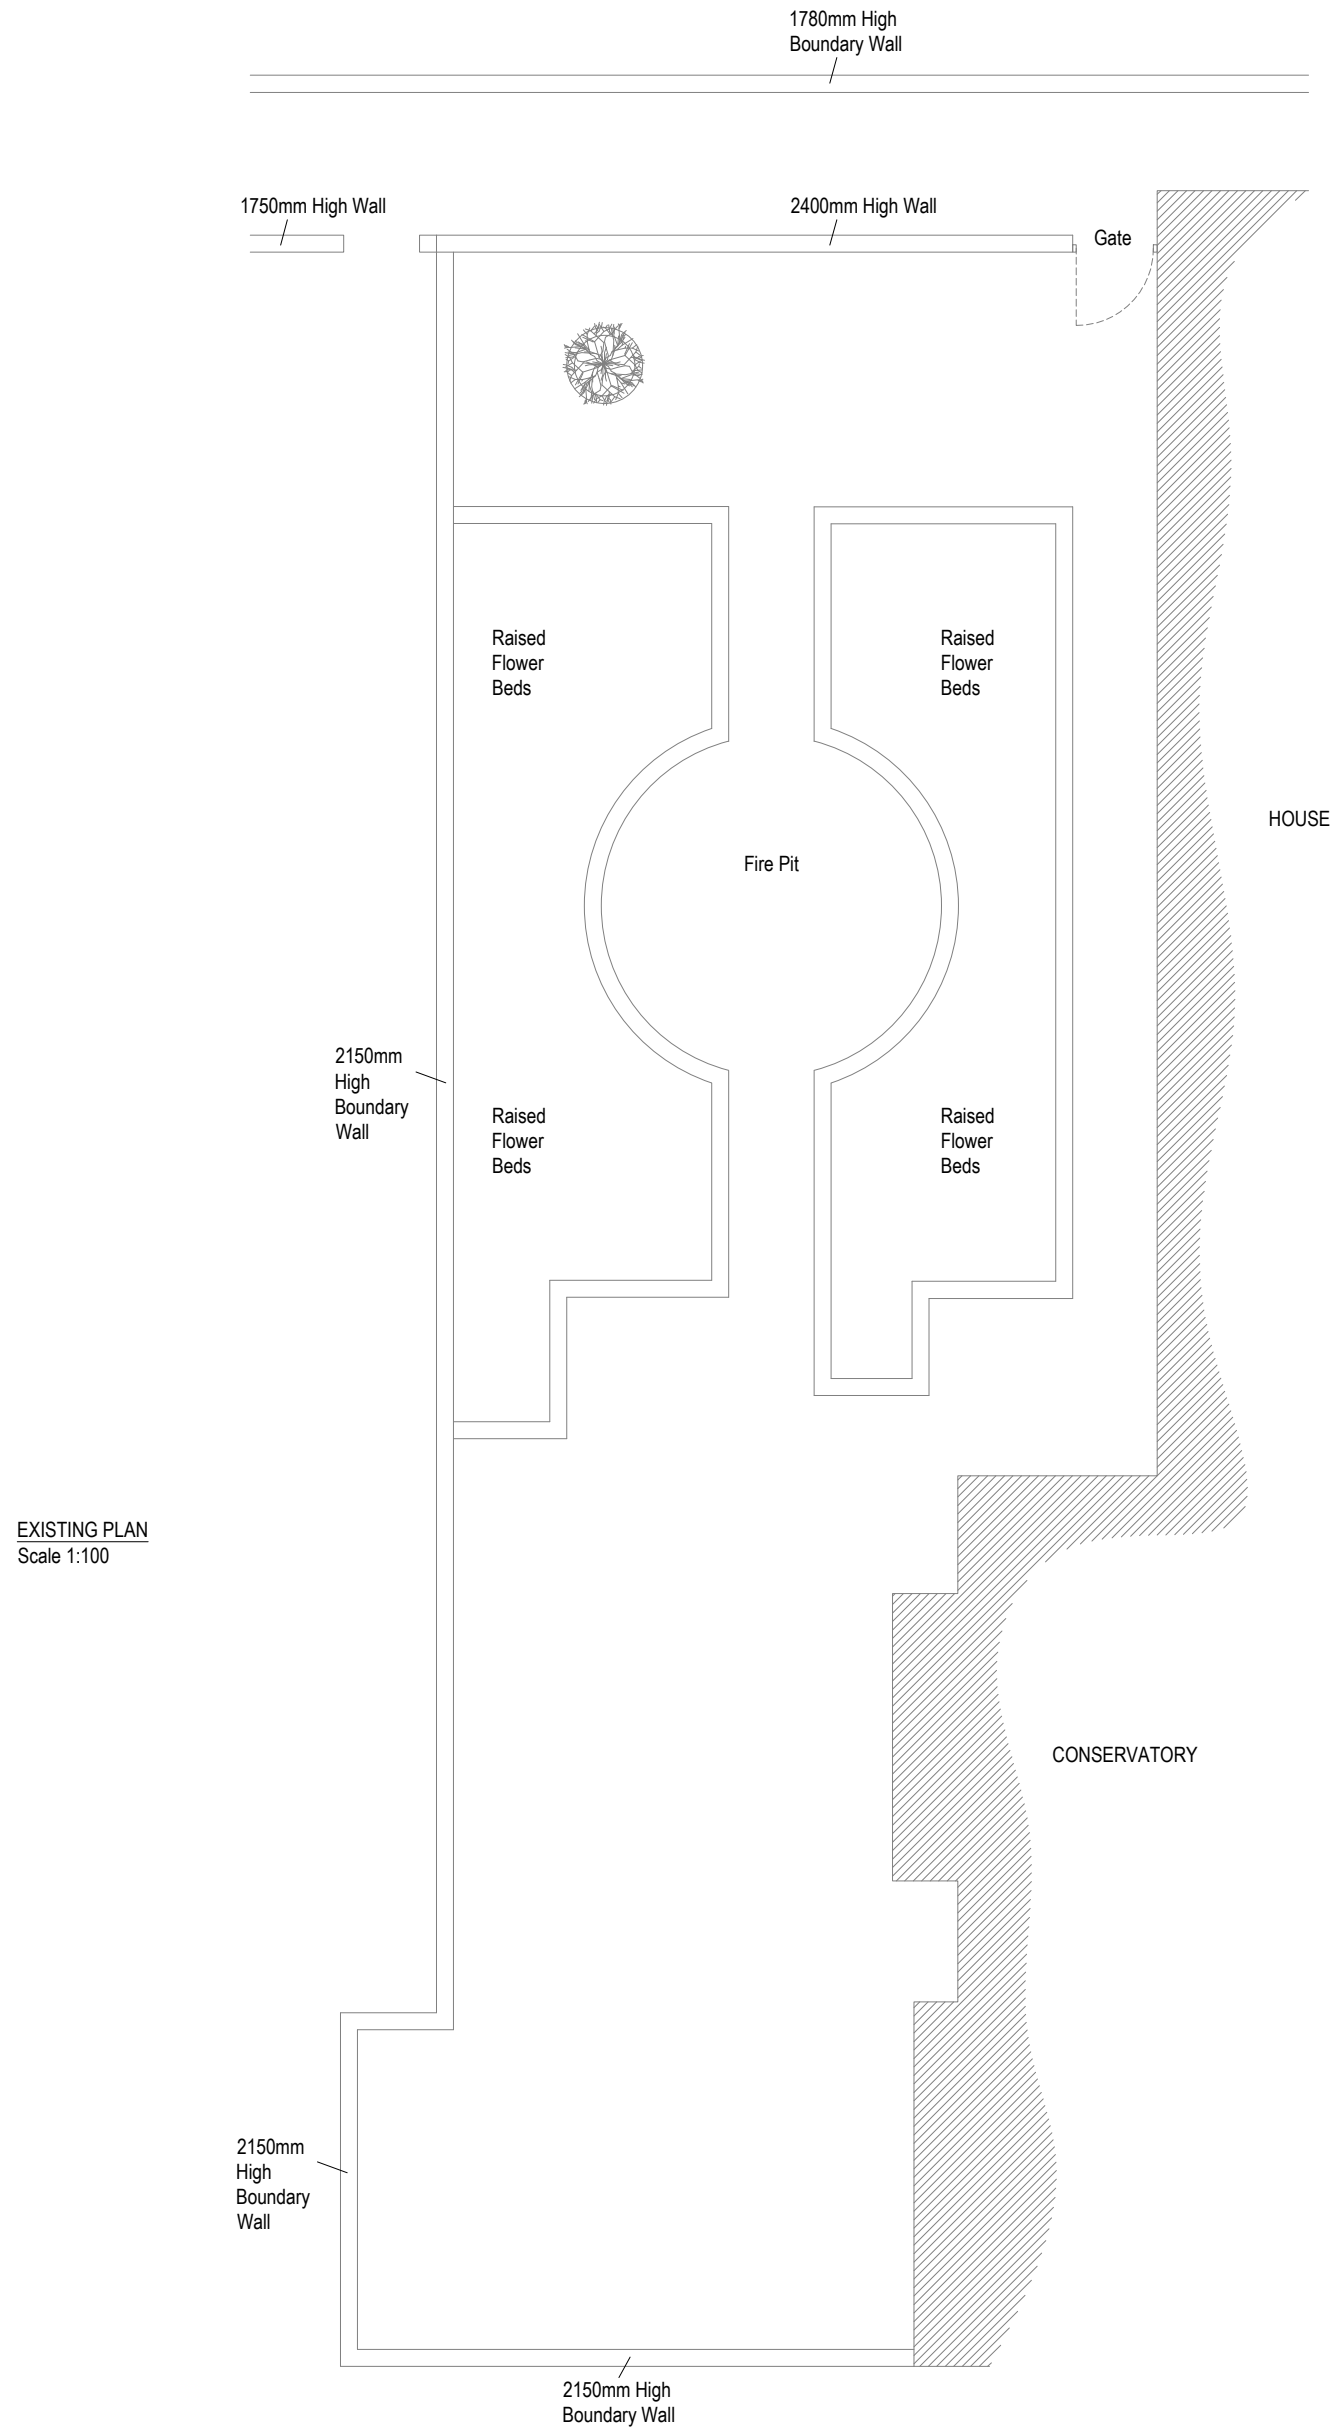 1780mm High
Boundary Wall
1750mm High Wall
2400mm High Wall
Gate
Raised
Flower
Beds
Raised
Flower
Beds
HOUSE
Fire Pit
2150mm
High
Boundary
Wall
Raised
Flower
Beds
Raised
Flower
Beds
EXISTING PLAN
Scale 1:100
CONSERVATORY
2150mm
High
Boundary
Wall
2150mm High
Boundary Wall